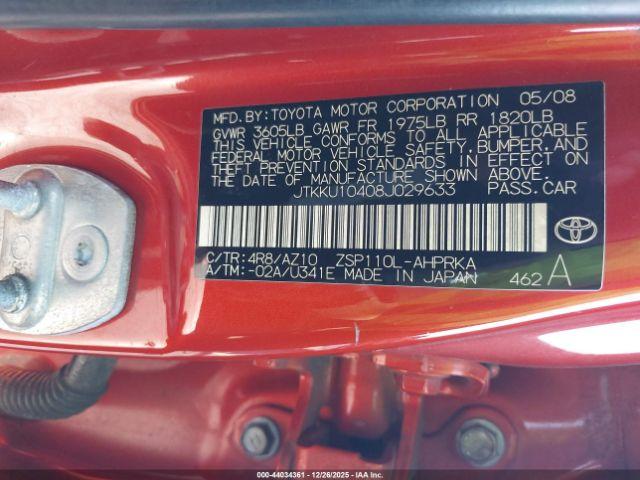 MFD.BY:TOYOTA MOTOR CORPORATION 05/08
GVWR 3605LB GAWR FR 1975LB RR 1820LB
THIS VEHICLE CONFORMS TO ALL APPLICABLE
FEDERAL MOTOR VEHICLE SAFETY,BUMPER,AND
THEFT PREVENTION STANDARDS IN EFFECT ON
THE DATE OF MANUFACTURE SHOWN ABOVE.
JTKKU10408J029633 PASS.CAR
C/TR:4R8/AZ10 ZSP110L-AHPRKA
A/TM:-02A/U341E MADE IN JAPAN 462A
000-44034361 | 12/26/2025 - IAA Inc.